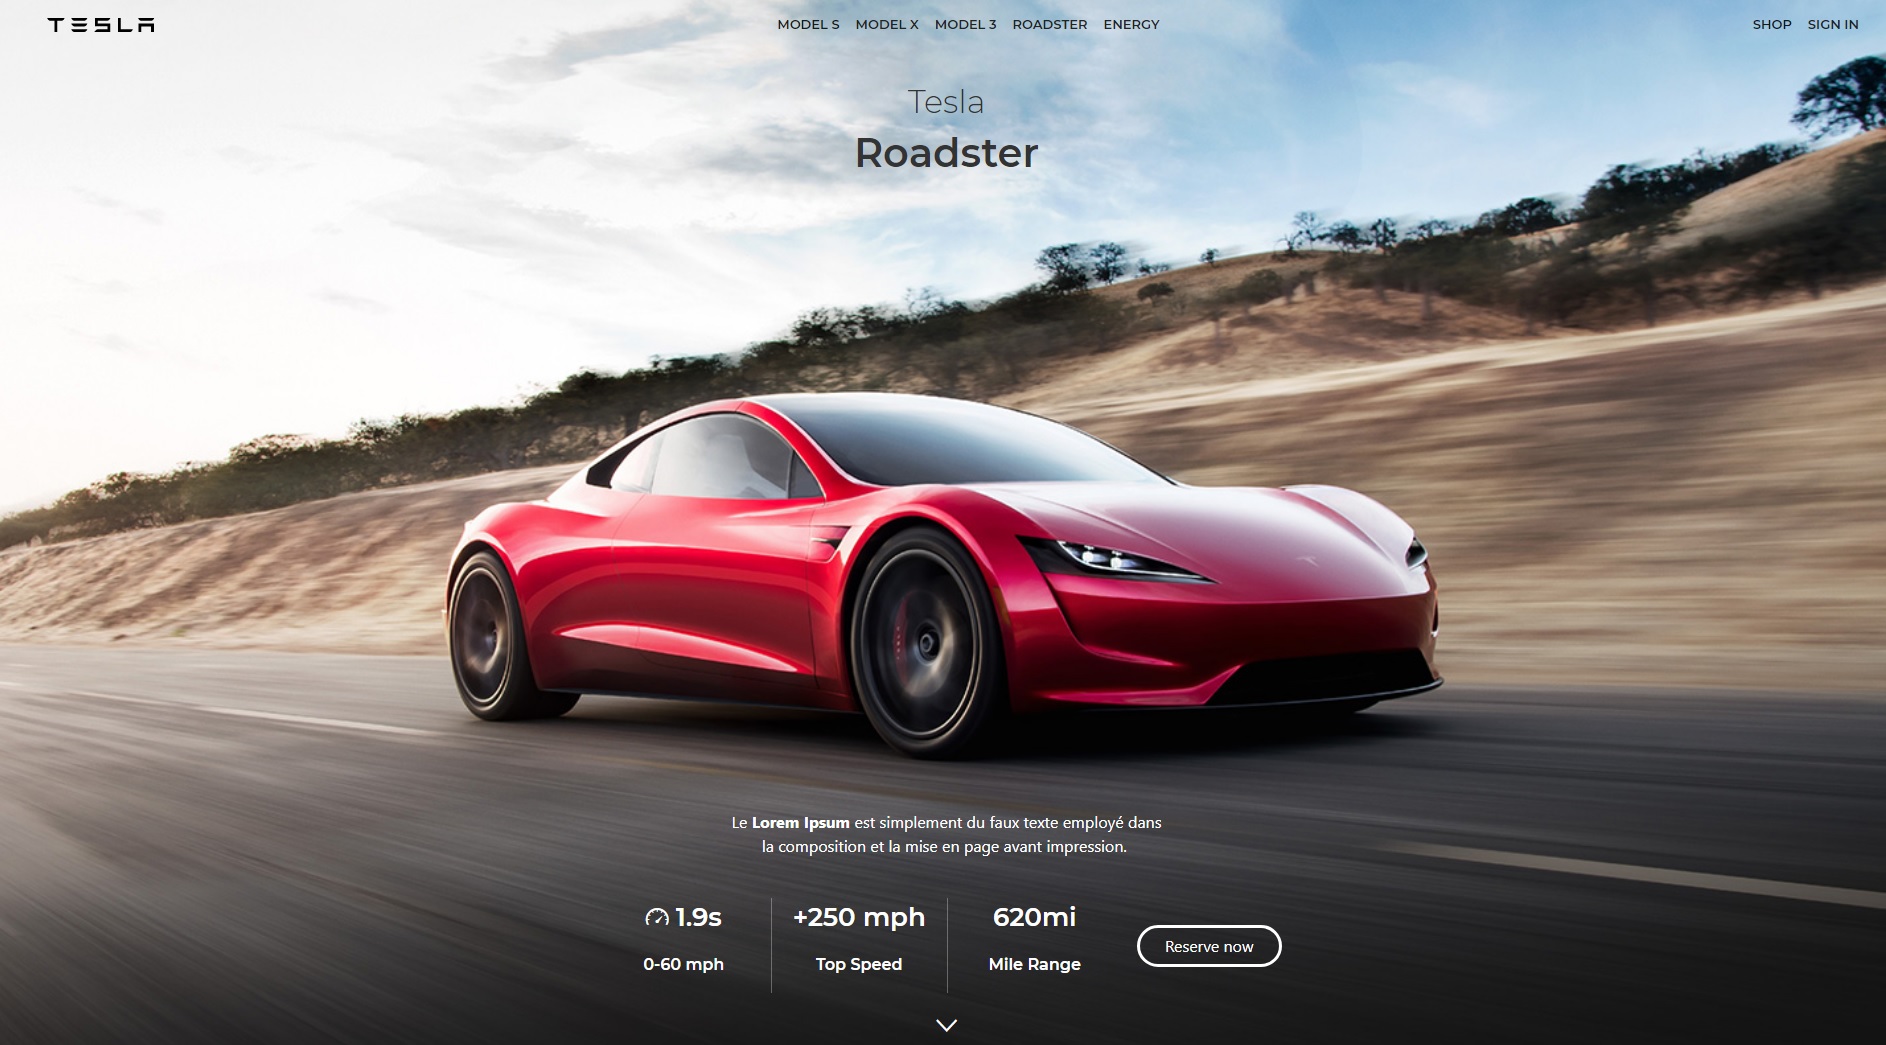 TESLA
MODEL S MODEL X MODEL 3 ROADSTER ENERGY
SHOP SIGN IN
Tesla
Roadster
Le Lorem Ipsum est simplement du faux texte employé dans
la composition et la mise en page avant impression.
1.9s +250 mph 620mi
0-60 mph Top Speed Mile Range
Reserve now